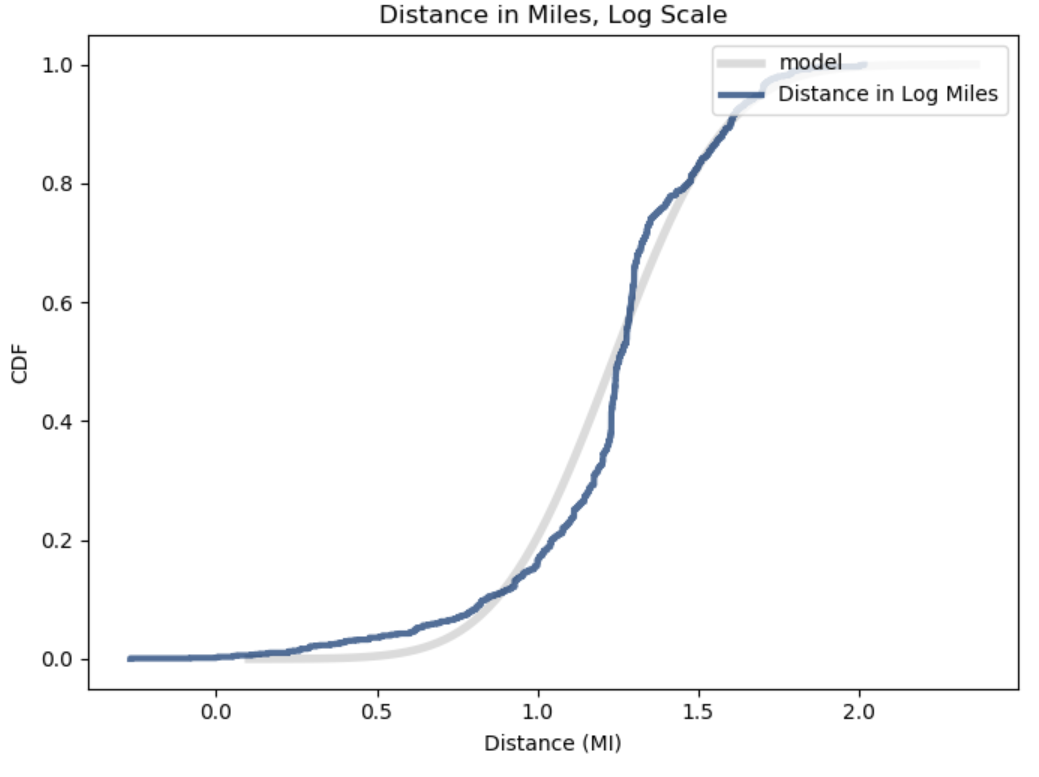 Distance in Miles, Log Scale
model
Distance in Log Miles
CDF
1.0
0.8
0.6
0.4
0.2
0.0
0.0 0.5 1.0 1.5 2.0
Distance (MI)